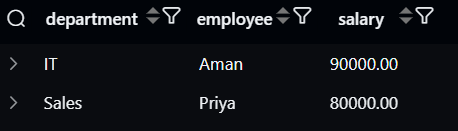 department employee salary
IT Aman 90000.00
Sales Priya 80000.00